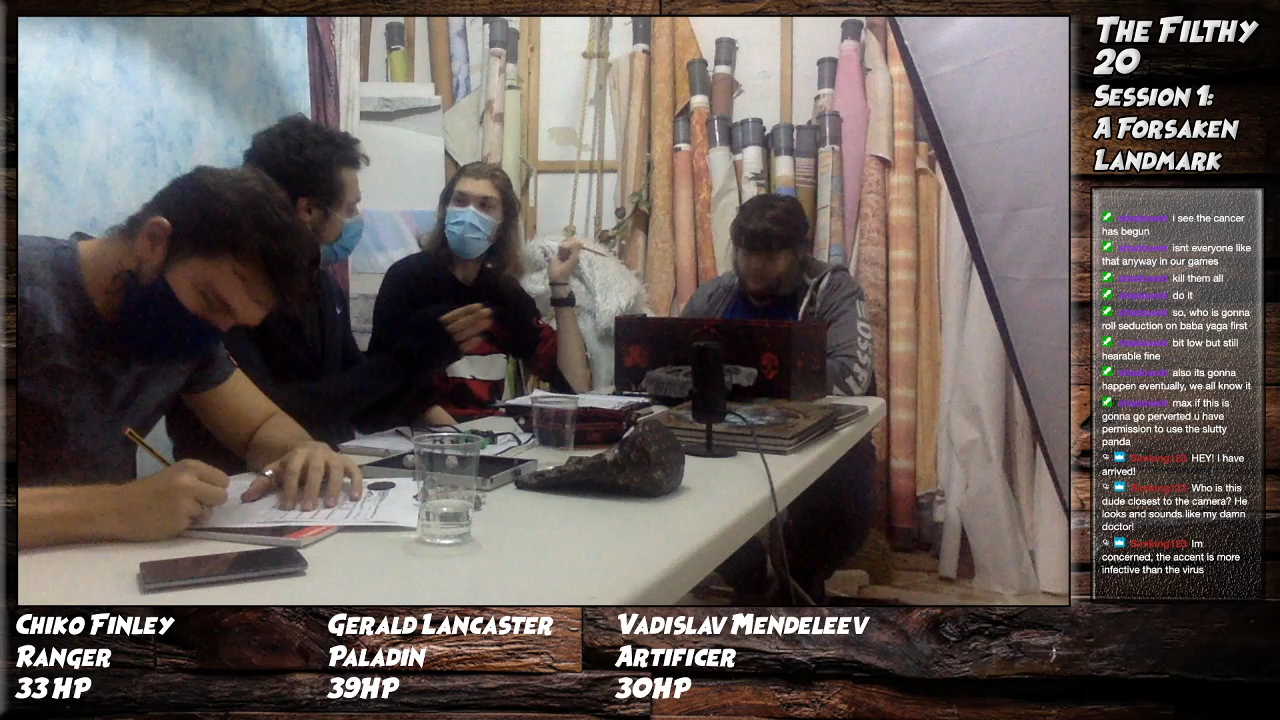 The Filthy
20
Session 1:
A Forsaken
Landmark
i see the cancer
has begun
isnt everyone like
that anyway in our
games
kill them all
do it
so, who is gonna
roll seduction on baba yaga first
bit low but still
hearable fine
also its gonna
happen eventually, we all know it
max if this is
gonna go perverted u have
permission to use the slutty
panda
HEY! I have
arrived!
Who is this
dude closest to the camera? He
looks and sounds like my damn
doctor!
Im
concerned, the accent is more
infective than the virus
Chiko Finley
Ranger
33 HP
Gerald Lancaster
Paladin
39HP
Vadislav Mendeleev
Artificer
30HP